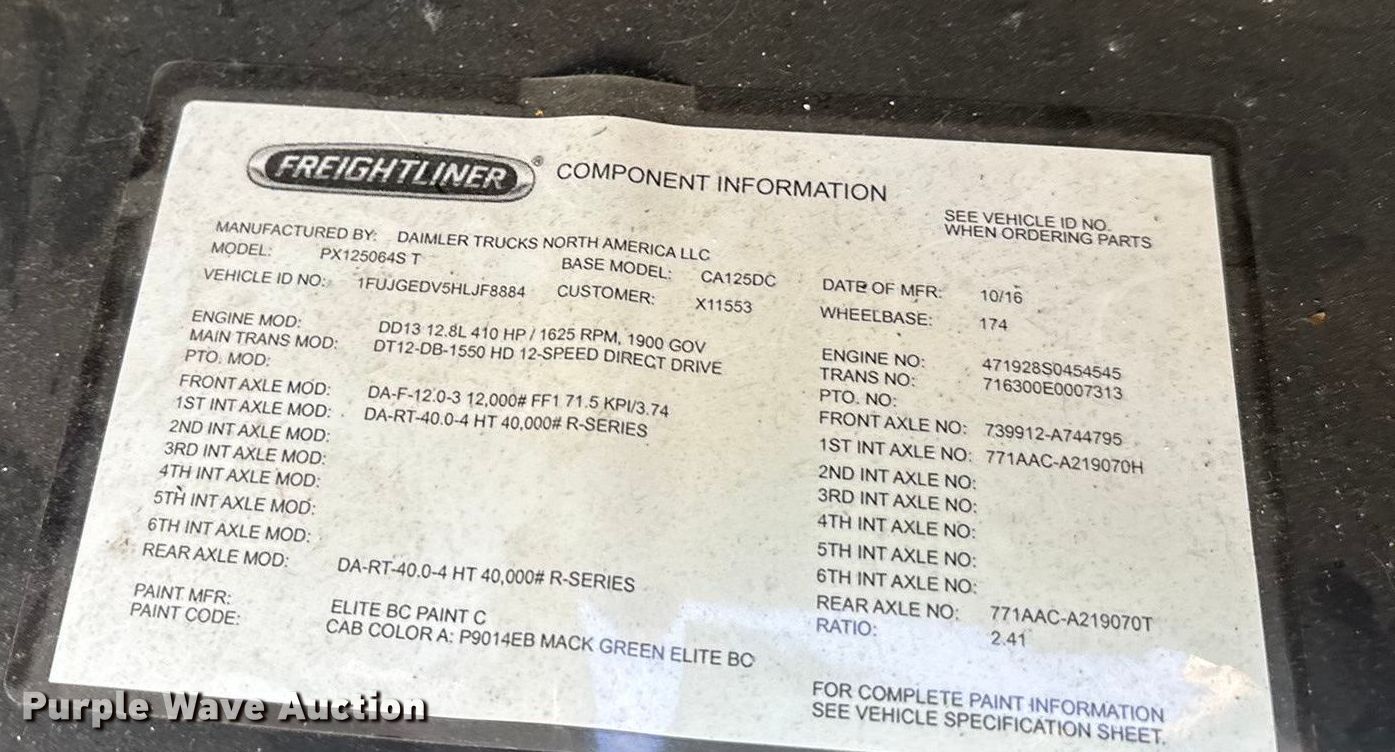 FREIGHTLINER® COMPONENT INFORMATION
SEE VEHICLE ID NO.
WHEN ORDERING PARTS
MANUFACTURED BY: DAIMLER TRUCKS NORTH AMERICA LLC
MODEL: PX125064S T BASE MODEL: CA125DC DATE OF MFR: 10/16
VEHICLE ID NO: 1FUJGEDV5HLJF8884 CUSTOMER: X11553 WHEELBASE: 174
ENGINE MOD: DD13 12.8L 410 HP / 1625 RPM, 1900 GOV ENGINE NO: 471928S0454545
MAIN TRANS MOD: DT12-DB-1550 HD 12-SPEED DIRECT DRIVE TRANS NO: 716300E0007313
PTO. MOD: PTO. NO:
FRONT AXLE MOD: DA-F-12.0-3 12,000# FF1 71.5 KPI/3.74 FRONT AXLE NO: 739912-A744795
1ST INT AXLE MOD: DA-RT-40.0-4 HT 40,000# R-SERIES 1ST INT AXLE NO: 771AAC-A219070H
2ND INT AXLE MOD: 2ND INT AXLE NO:
3RD INT AXLE MOD: 3RD INT AXLE NO:
4TH INT AXLE MOD: 4TH INT AXLE NO:
5TH INT AXLE MOD: 5TH INT AXLE NO:
6TH INT AXLE MOD: 6TH INT AXLE NO:
REAR AXLE MOD: DA-RT-40.0-4 HT 40,000# R-SERIES REAR AXLE NO: 771AAC-A219070T
RATIO: 2.41
PAINT MFR: ELITE BC PAINT C
PAINT CODE: CAB COLOR A: P9014EB MACK GREEN ELITE BC
FOR COMPLETE PAINT INFORMATION
SEE VEHICLE SPECIFICATION SHEET.
Purple Wave Auction